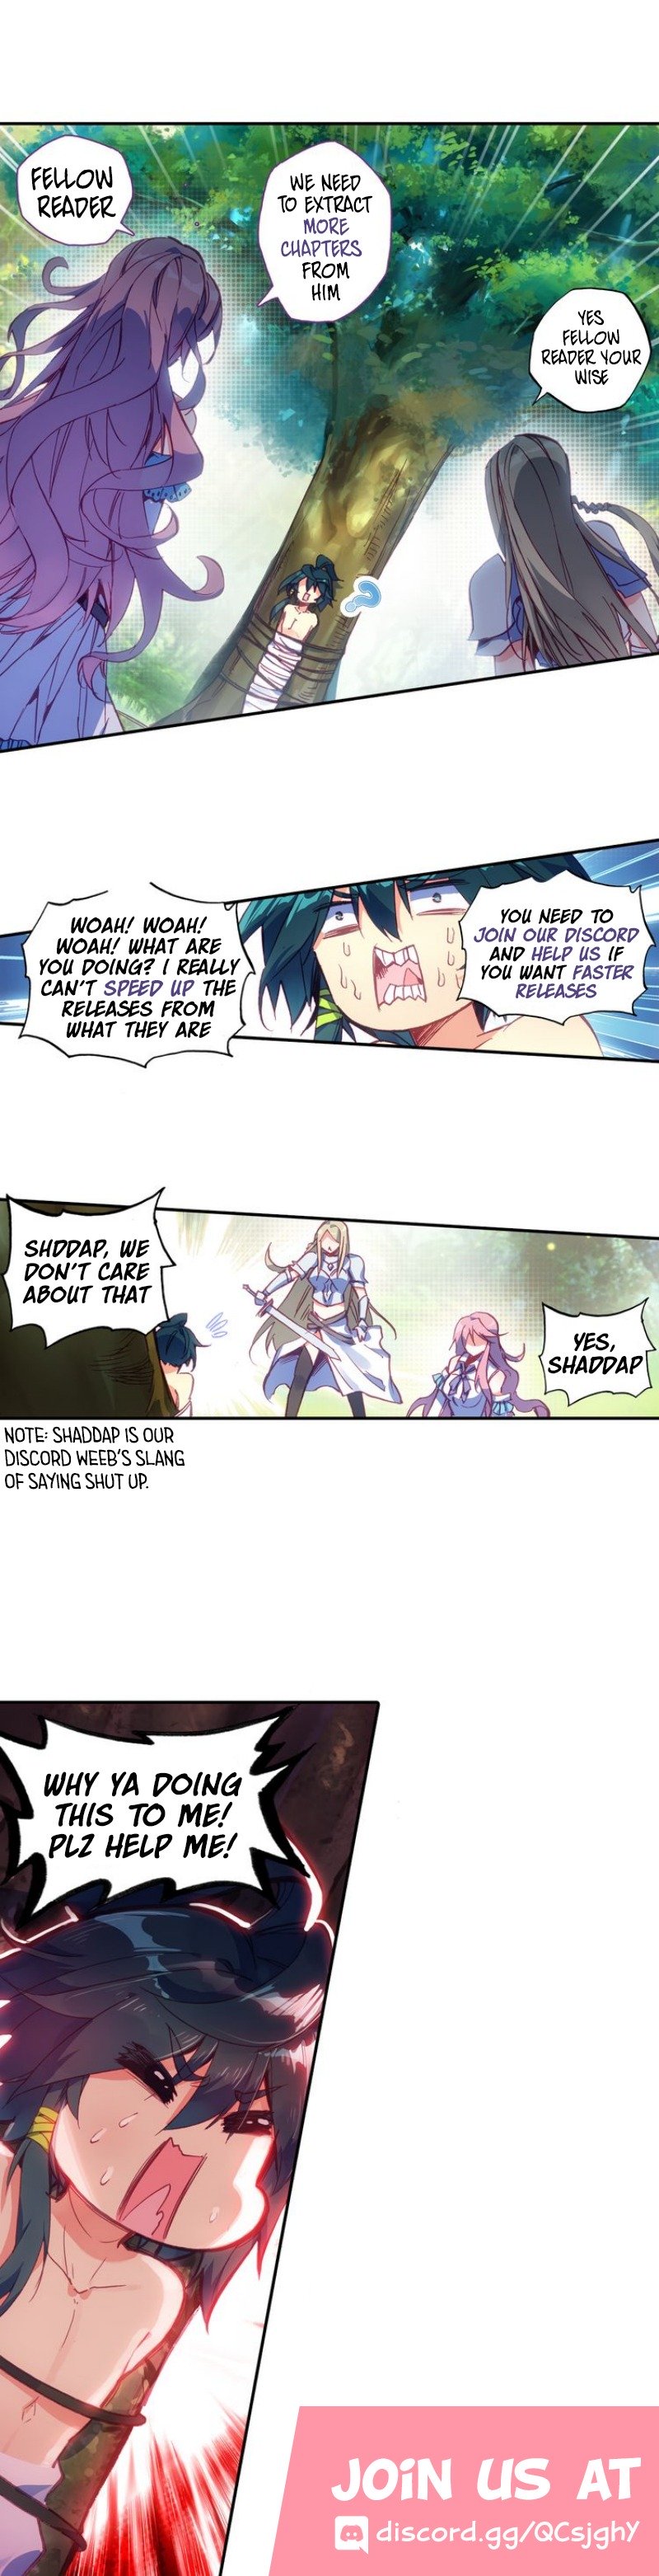 FELLOW
READER
WE NEED
TO EXTRACT
MORE
CHAPTERS
FROM
HIM
YES
FELLOW
READER YOUR
WISE
WOAH! WOAH!
WOAH! WHAT ARE
YOU DOING? I REALLY
CAN'T SPEED UP THE
RELEASES FROM
WHAT THEY ARE
YOU NEED TO
JOIN OUR DISCORD
AND HELP US IF
YOU WANT FASTER
RELEASES
SHDDAP, WE
DON'T CARE
ABOUT THAT
YES,
SHADDAP
NOTE: SHADDAP IS OUR
DISCORD WEEB'S SLANG
OF SAYING SHUT UP.
WHY YA DOING
THIS TO ME!
PLZ HELP ME!
JOIN US AT
discord.gg/QCsjghY